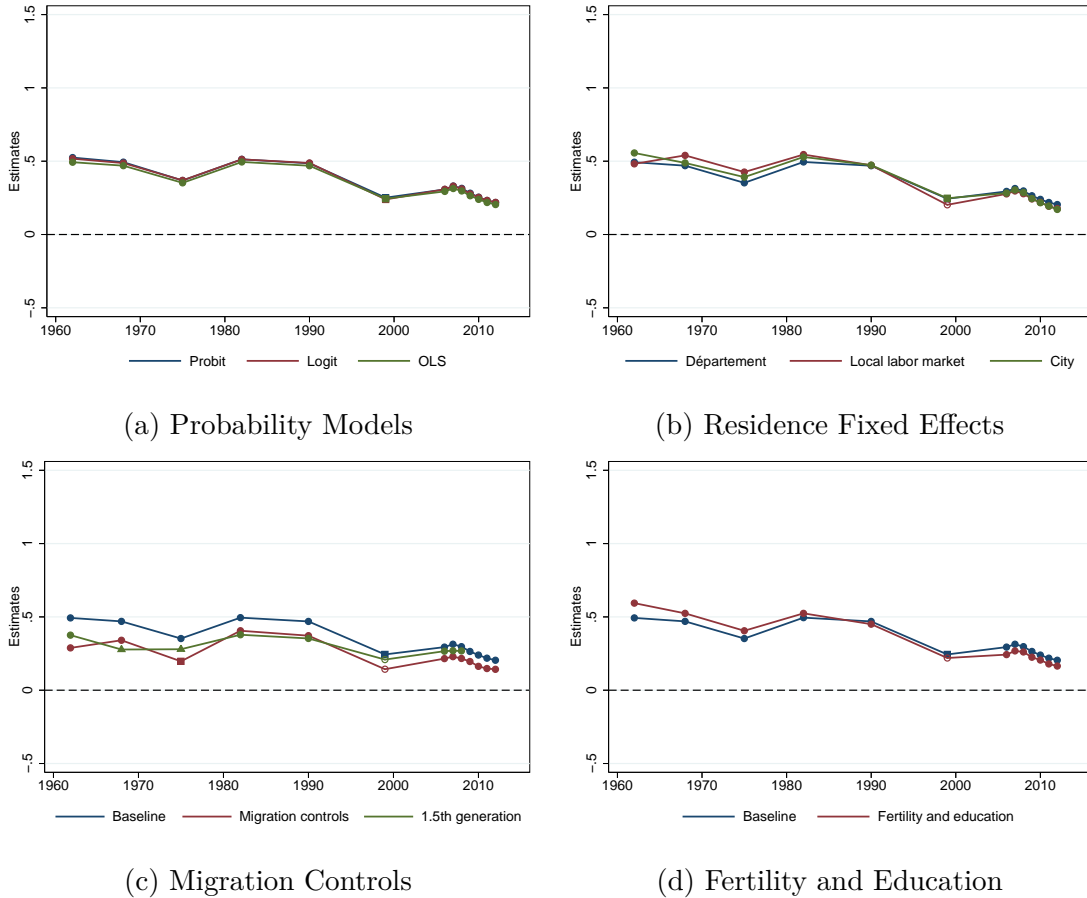 1.5
1
.5
0
-.5
Estimates
1960 1970 1980 1990 2000 2010
Probit Logit OLS
(a) Probability Models
1.5
1
.5
0
-.5
Estimates
1960 1970 1980 1990 2000 2010
Département Local labor market City
(b) Residence Fixed Effects
1.5
1
.5
0
-.5
Estimates
1960 1970 1980 1990 2000 2010
Baseline Migration controls 1.5th generation
(c) Migration Controls
1.5
1
.5
0
-.5
Estimates
1960 1970 1980 1990 2000 2010
Baseline Fertility and education
(d) Fertility and Education